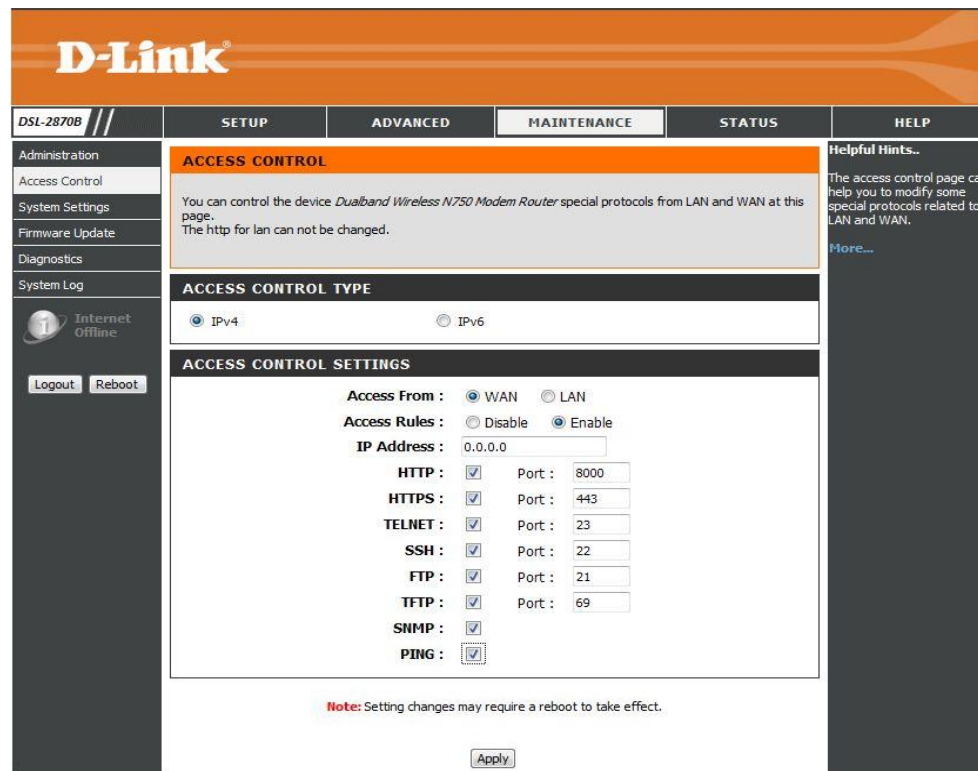 D-Link®
DSL-2870B
SETUP
ADVANCED
MAINTENANCE
STATUS
HELP
Administration
Access Control
System Settings
Firmware Update
Diagnostics
System Log
Internet
Offline
Logout Reboot
ACCESS CONTROL
You can control the device Dualband Wireless N750 Modem Router special protocols from LAN and WAN at this
page.
The http for lan can not be changed.
ACCESS CONTROL TYPE
IPv4 IPv6
ACCESS CONTROL SETTINGS
Access From : WAN LAN
Access Rules : Disable Enable
IP Address : 0.0.0.0
HTTP : Port : 8000
HTTPS : Port : 443
TELNET : Port : 23
SSH : Port : 22
FTP : Port : 21
TFTP : Port : 69
SNMP :
PING :
Note: Setting changes may require a reboot to take effect.
Apply
Helpful Hints..
The access control page ca
help you to modify some
special protocols related to
LAN and WAN.
More...